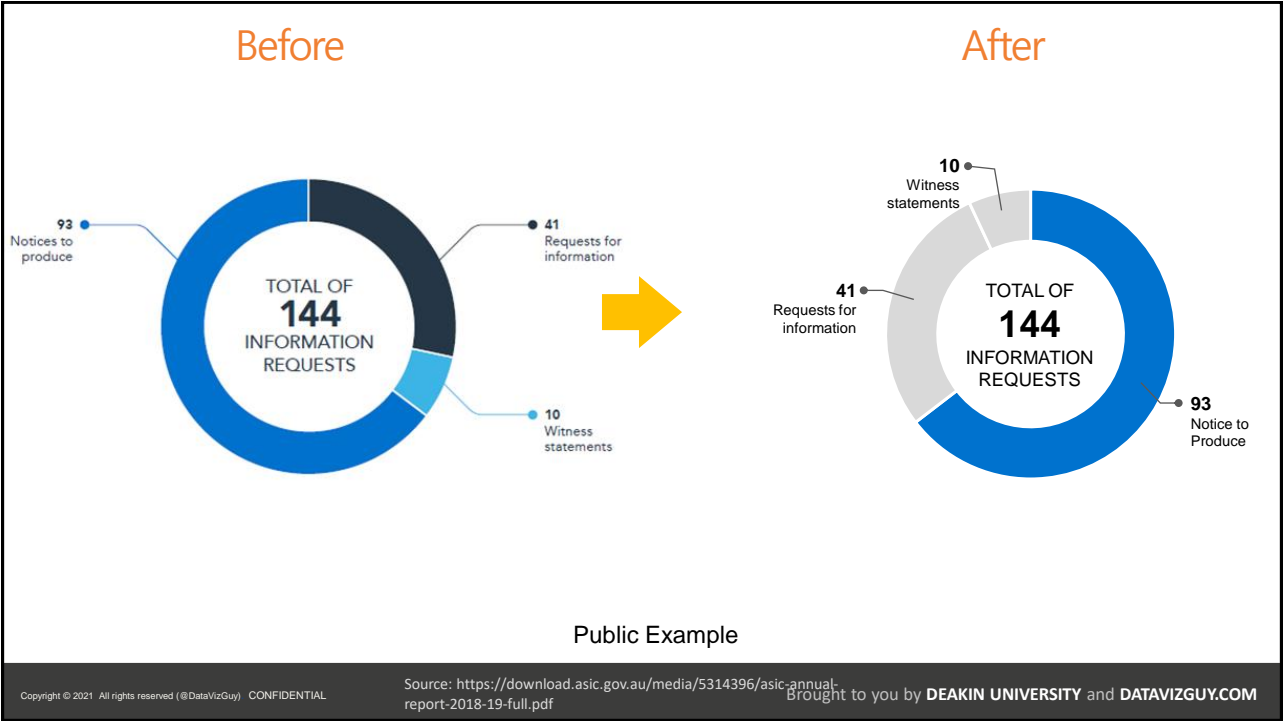 Before
After
93
Notices to
produce
41
Requests for
information
TOTAL OF
144
INFORMATION
REQUESTS
10
Witness
statements
10
Witness
statements
41
Requests for
information
TOTAL OF
144
INFORMATION
REQUESTS
93
Notice to
Produce
Public Example
Copyright © 2021 All rights reserved (@DataVizGuy) CONFIDENTIAL
Source: https://download.asic.gov.au/media/5314396/asic-annual-
report-2018-19-full.pdf
Brought to you by DEAKIN UNIVERSITY and DATAVIZGUY.COM